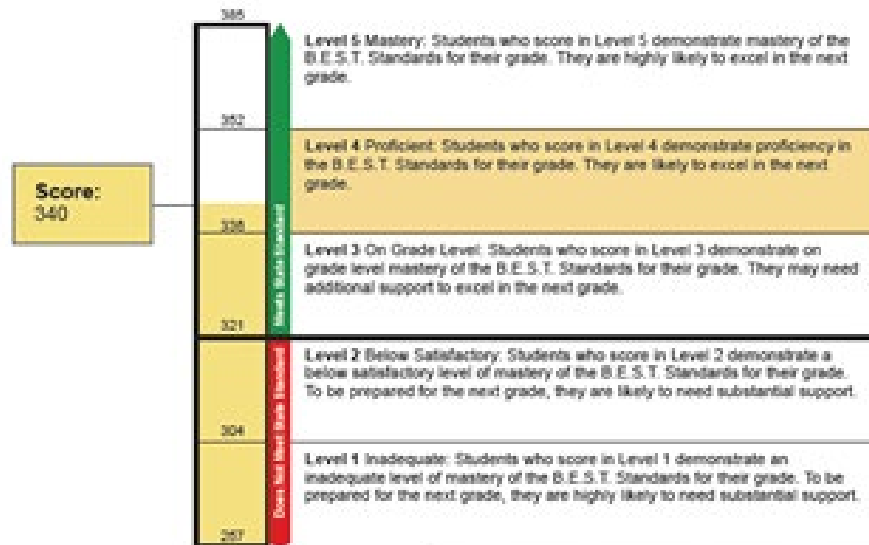 385
Level 5 Mastery: Students who score in Level 5 demonstrate mastery of the
B.E.S.T. Standards for their grade. They are highly likely to excel in the next
grade.
352
Level 4 Proficient: Students who score in Level 4 demonstrate proficiency in
the B.E.S.T. Standards for their grade. They are likely to excel in the next
grade.
Score:
340
Meets State Standard
Level 3 On Grade Level: Students who score in Level 3 demonstrate on
grade level mastery of the B.E.S.T. Standards for their grade. They may need
additional support to excel in the next grade.
321
Does Not Meet State Standard
Level 2 Below Satisfactory: Students who score in Level 2 demonstrate a
below satisfactory level of mastery of the B.E.S.T. Standards for their grade.
To be prepared for the next grade, they are likely to need substantial support.
304
Level 1 Inadequate: Students who score in Level 1 demonstrate an
inadequate level of mastery of the B.E.S.T. Standards for their grade. To be
prepared for the next grade, they are highly likely to need substantial support.